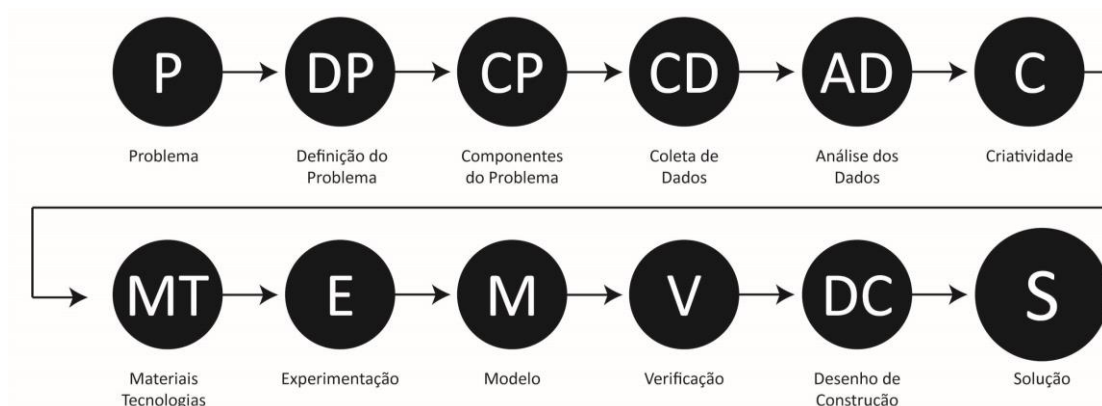 P
DP
CP
CD
AD
C
Problema
Definição do
Problema
Componentes
do Problema
Coleta de
Dados
Análise dos
Dados
Criatividade
MT
E
M
V
DC
S
Materiais
Tecnologias
Experimentação
Modelo
Verificação
Desenho de
Construção
Solução